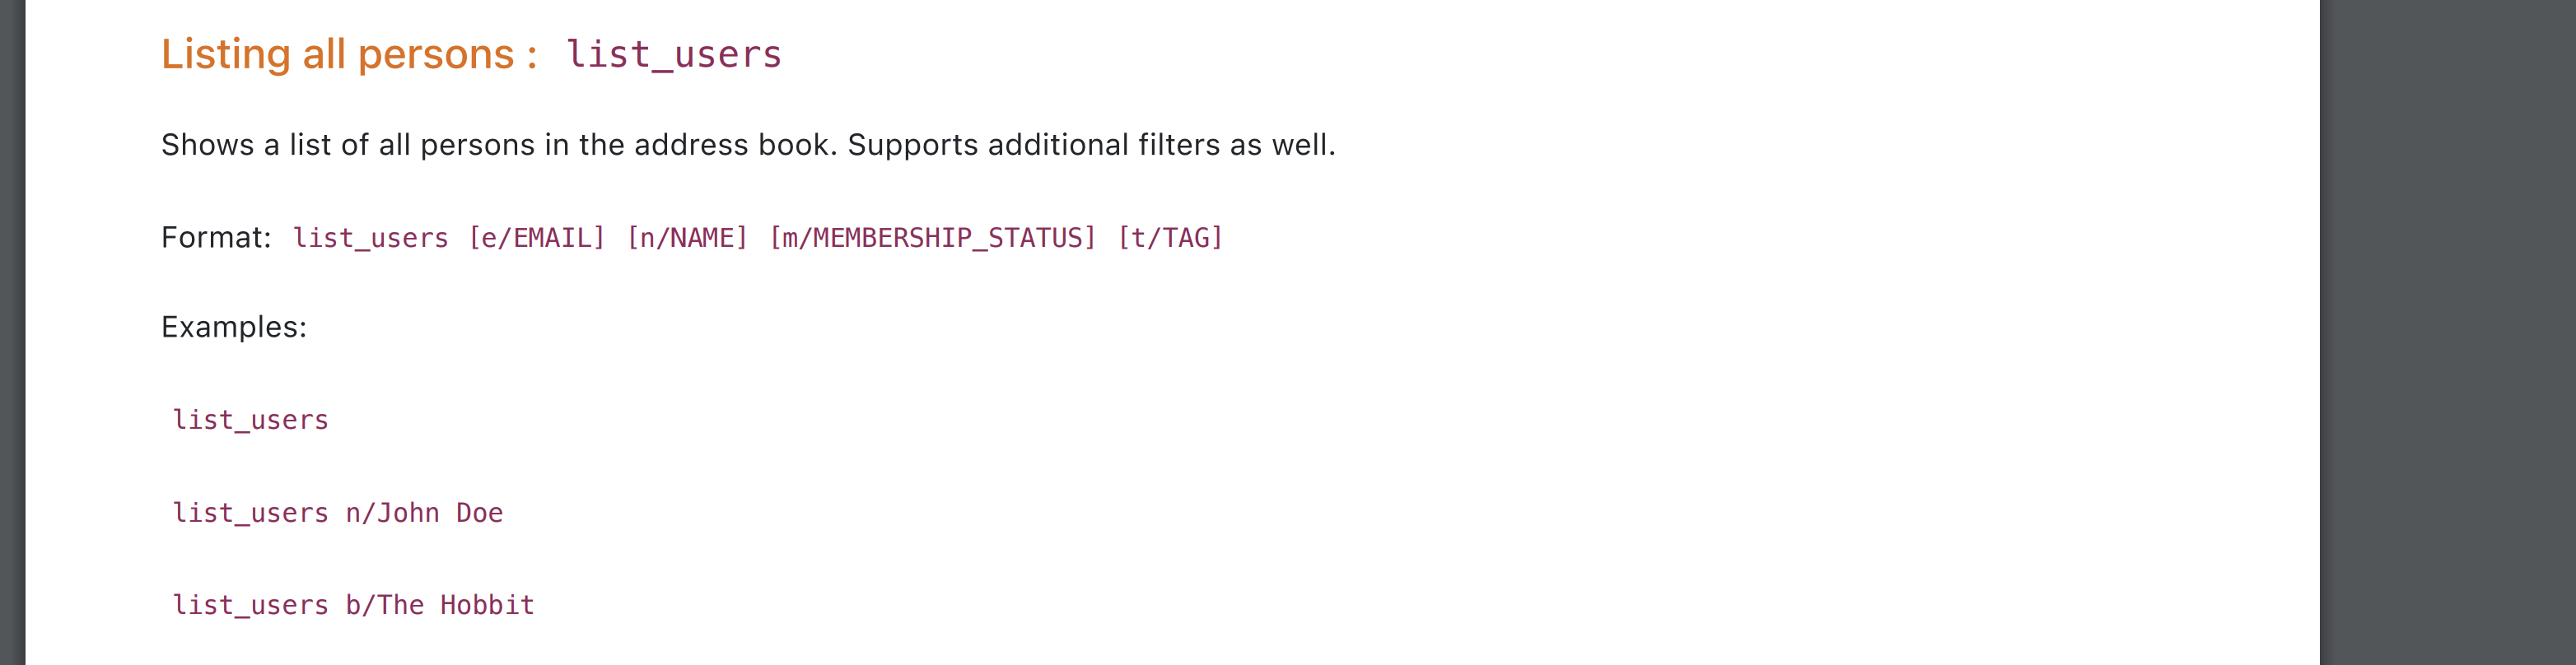 Listing all persons : list_users
Shows a list of all persons in the address book. Supports additional filters as well.
Format: list_users [e/EMAIL] [n/NAME] [m/MEMBERSHIP_STATUS] [t/TAG]
Examples:
list_users
list_users n/John Doe
list_users b/The Hobbit